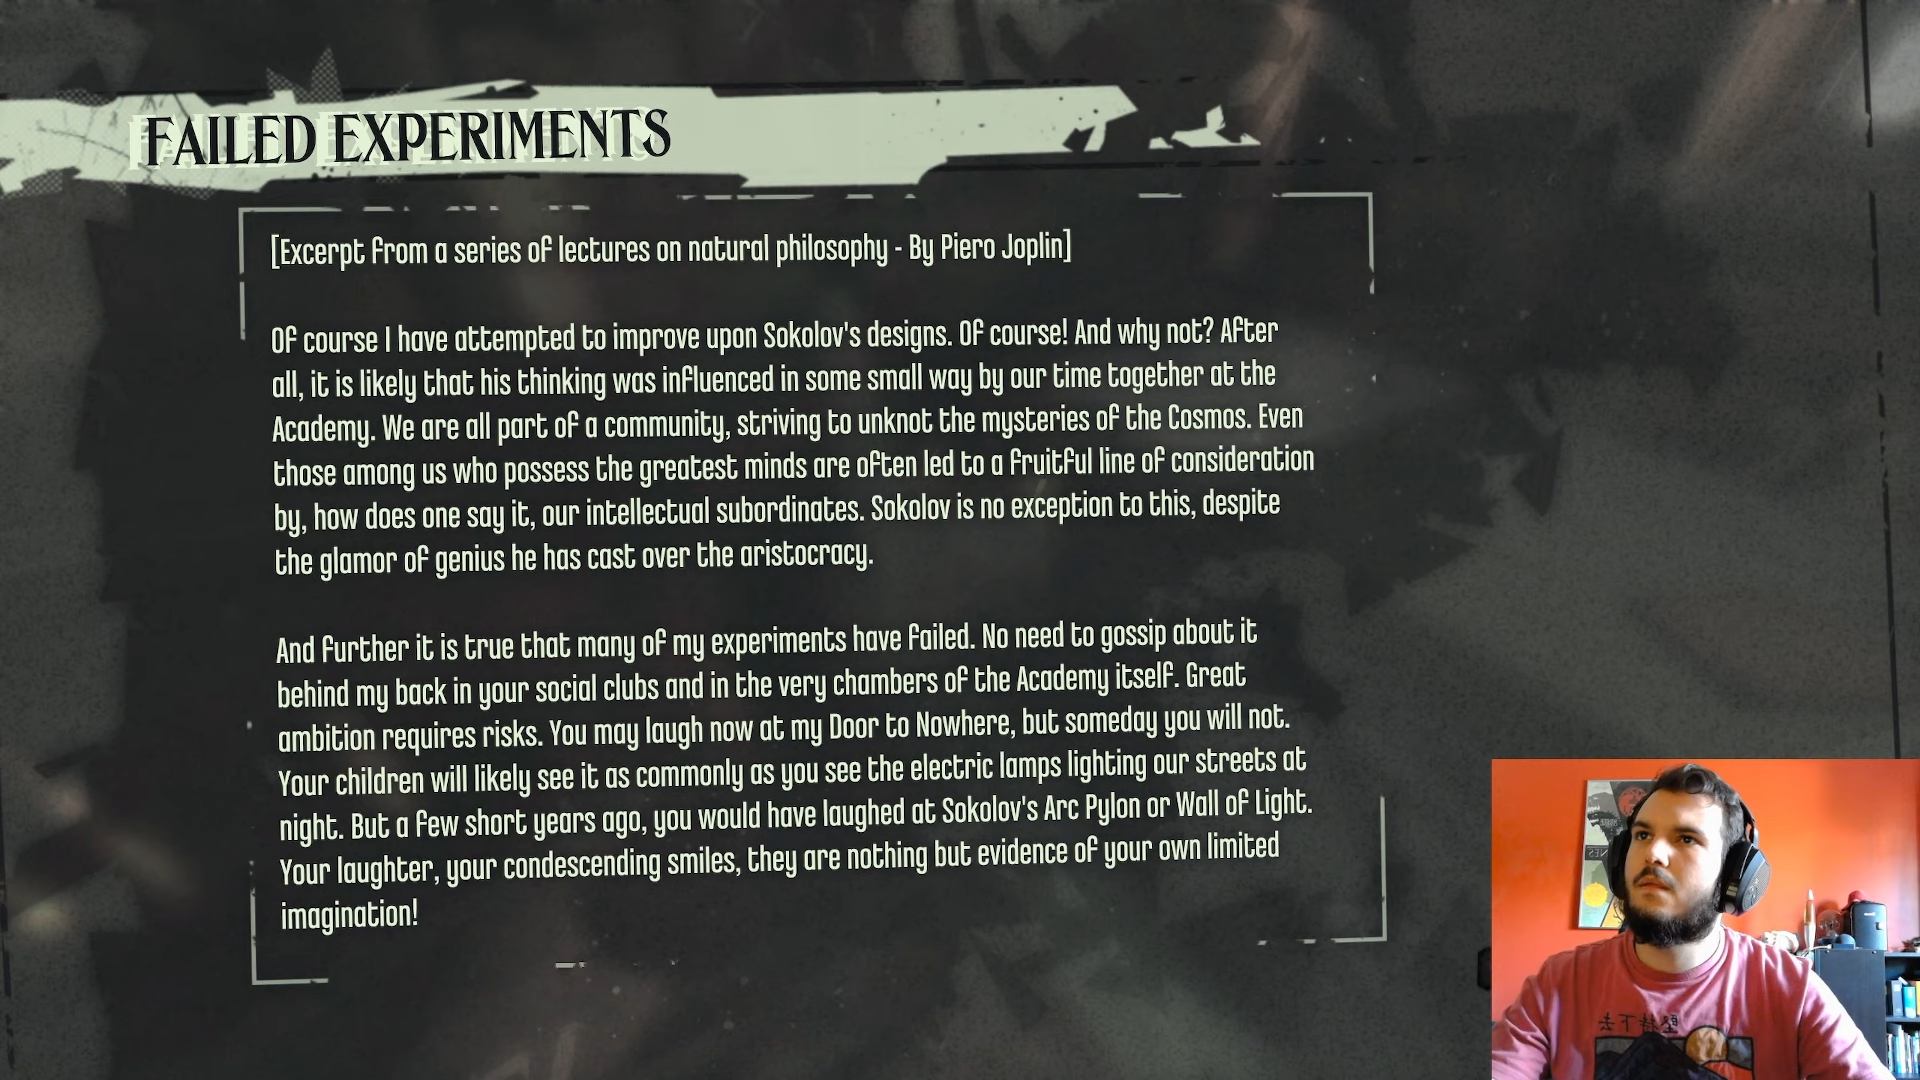 FAILED EXPERIMENTS
[Excerpt from a series of lectures on natural philosophy - By Piero Joplin]
Of course I have attempted to improve upon Sokolov's designs. Of course! And why not? After
all, it is likely that his thinking was influenced in some small way by our time together at the
Academy. We are all part of a community, striving to unknot the mysteries of the Cosmos. Even
those among us who possess the greatest minds are often led to a fruitful line of consideration
by, how does one say it, our intellectual subordinates. Sokolov is no exception to this, despite
the glamor of genius he has cast over the aristocracy.
And further it is true that many of my experiments have failed. No need to gossip about it
behind my back in your social clubs and in the very chambers of the Academy itself. Great
ambition requires risks. You may laugh now at my Door to Nowhere, but someday you will not.
Your children will likely see it as commonly as you see the electric lamps lighting our streets at
night. But a few short years ago, you would have laughed at Sokolov's Arc Pylon or Wall of Light.
Your laughter, your condescending smiles, they are nothing but evidence of your own limited
imagination!